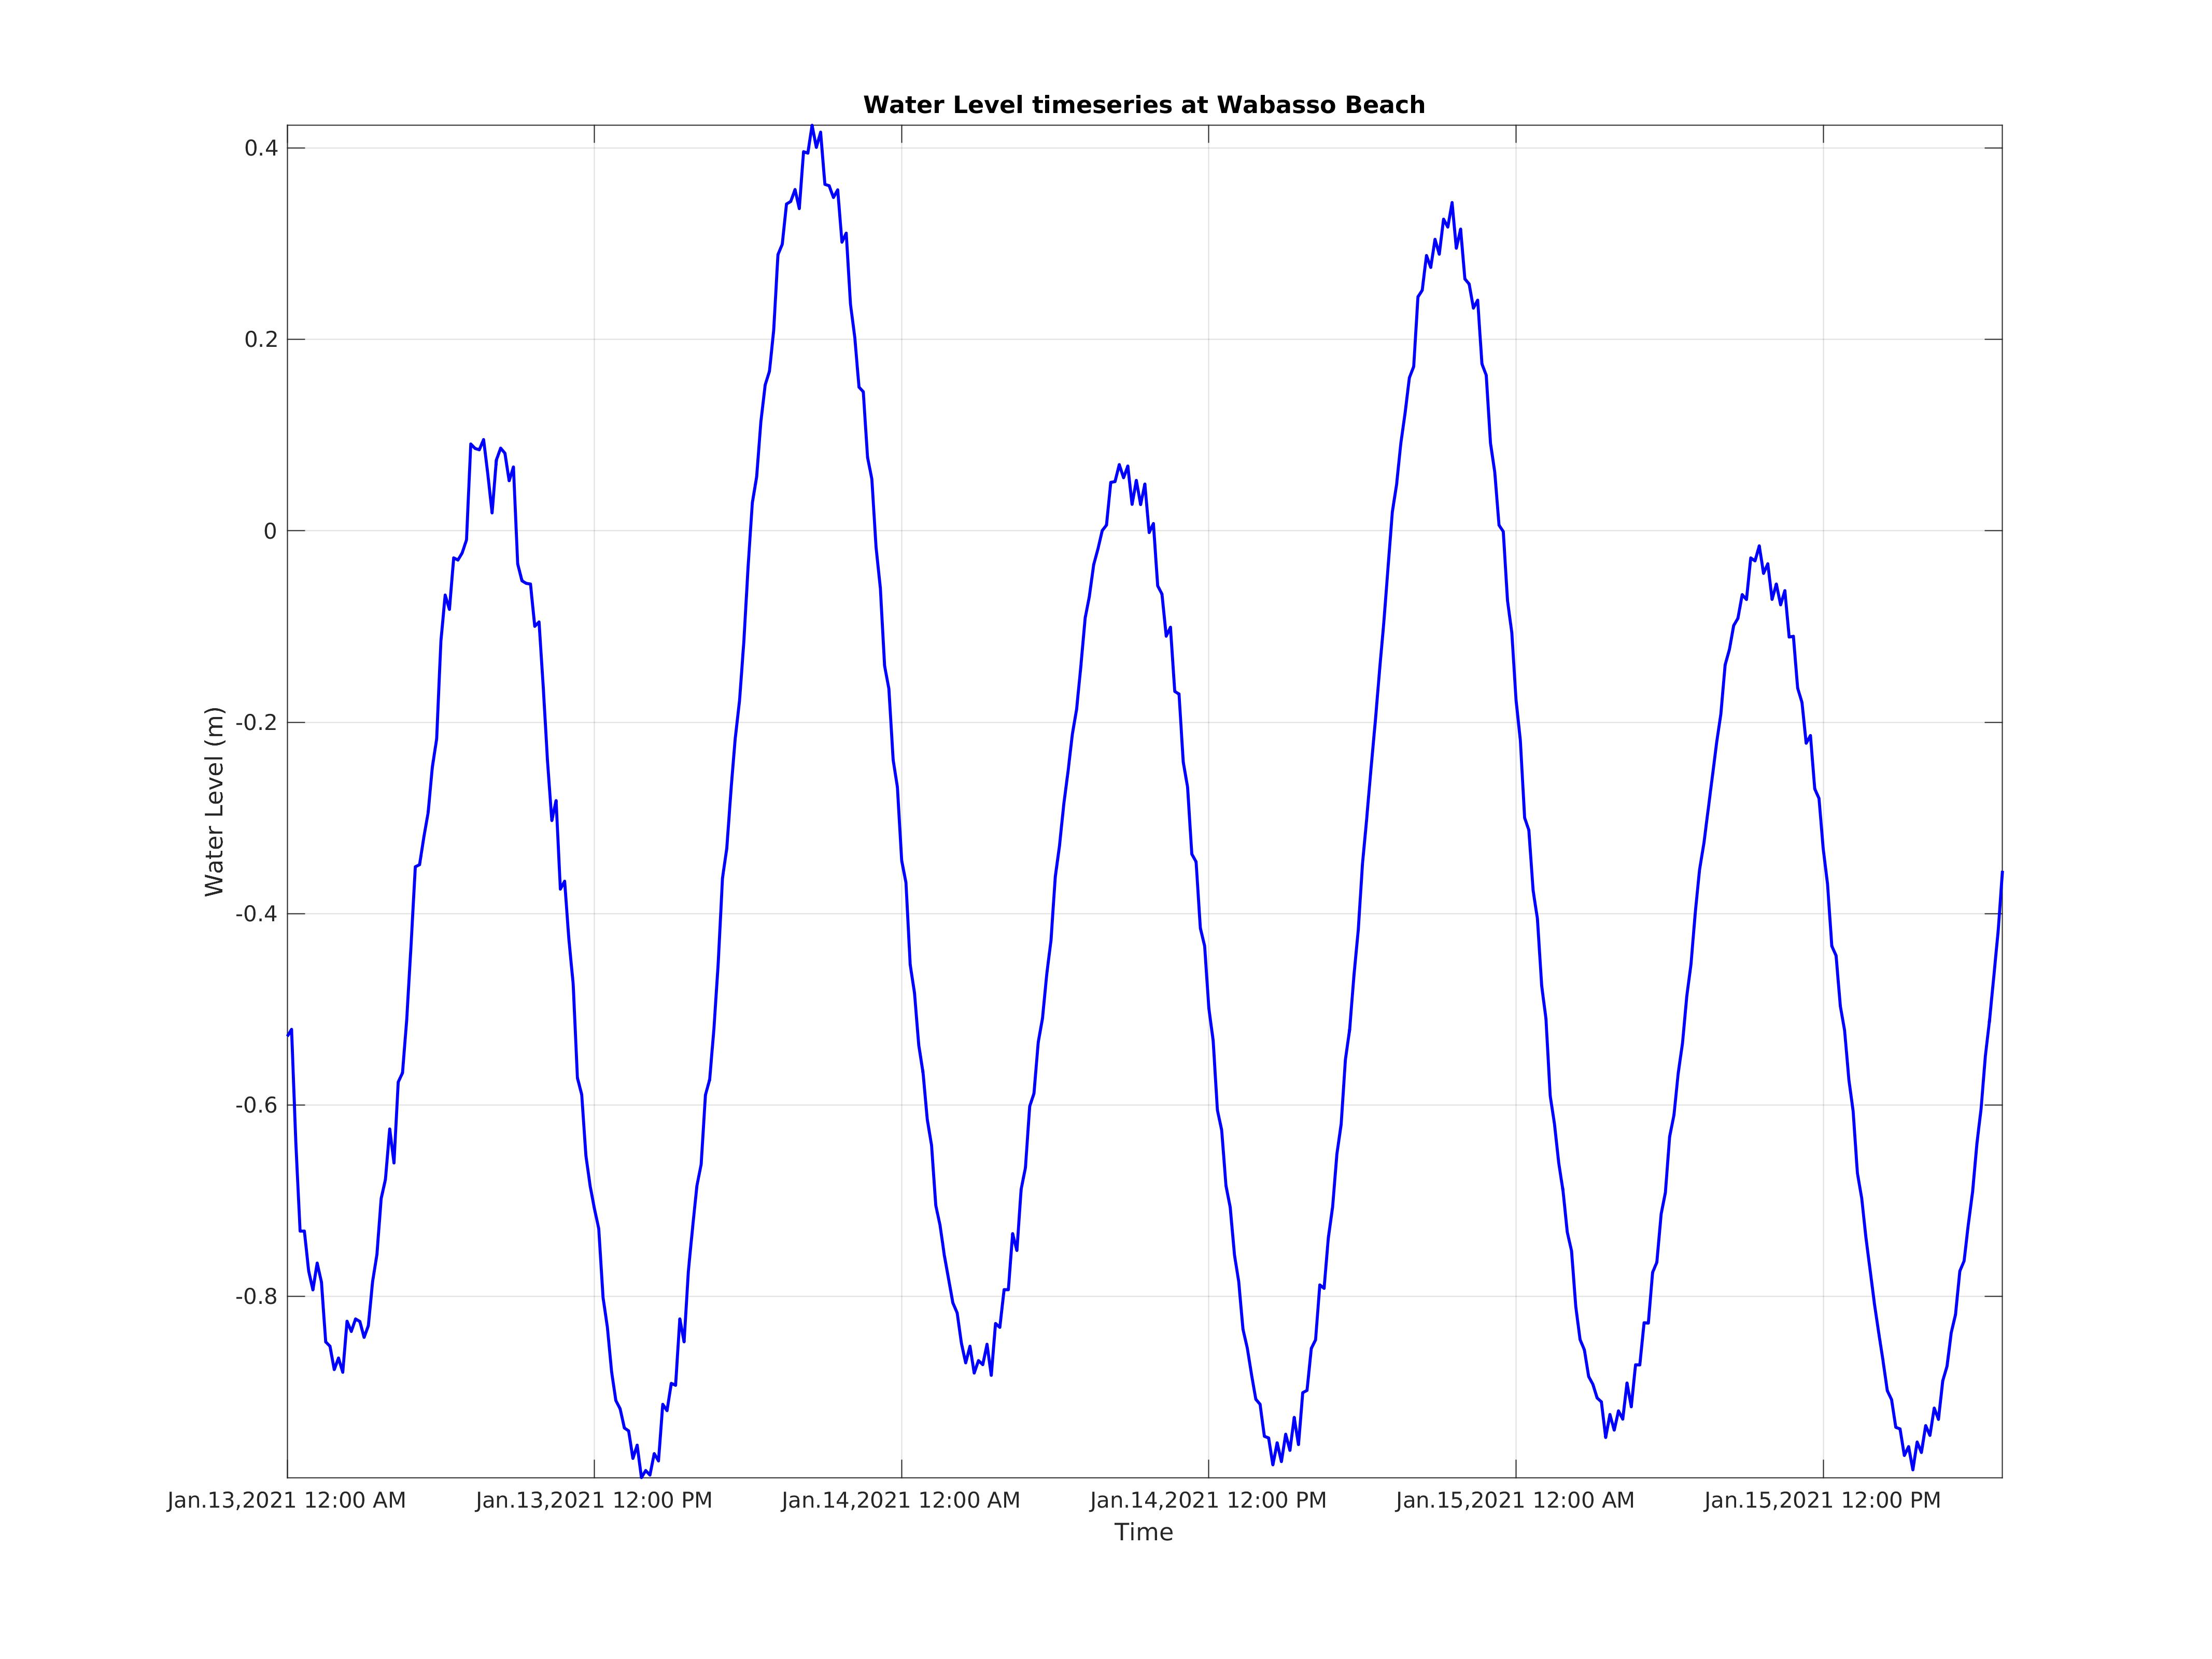 Water Level timeseries at Wabasso Beach
0.4
0.2
0
-0.2
-0.4
-0.6
-0.8
Water Level (m)
Jan.13,2021 12:00 AM
Jan.13,2021 12:00 PM
Jan.14,2021 12:00 AM
Jan.14,2021 12:00 PM
Jan.15,2021 12:00 AM
Jan.15,2021 12:00 PM
Time